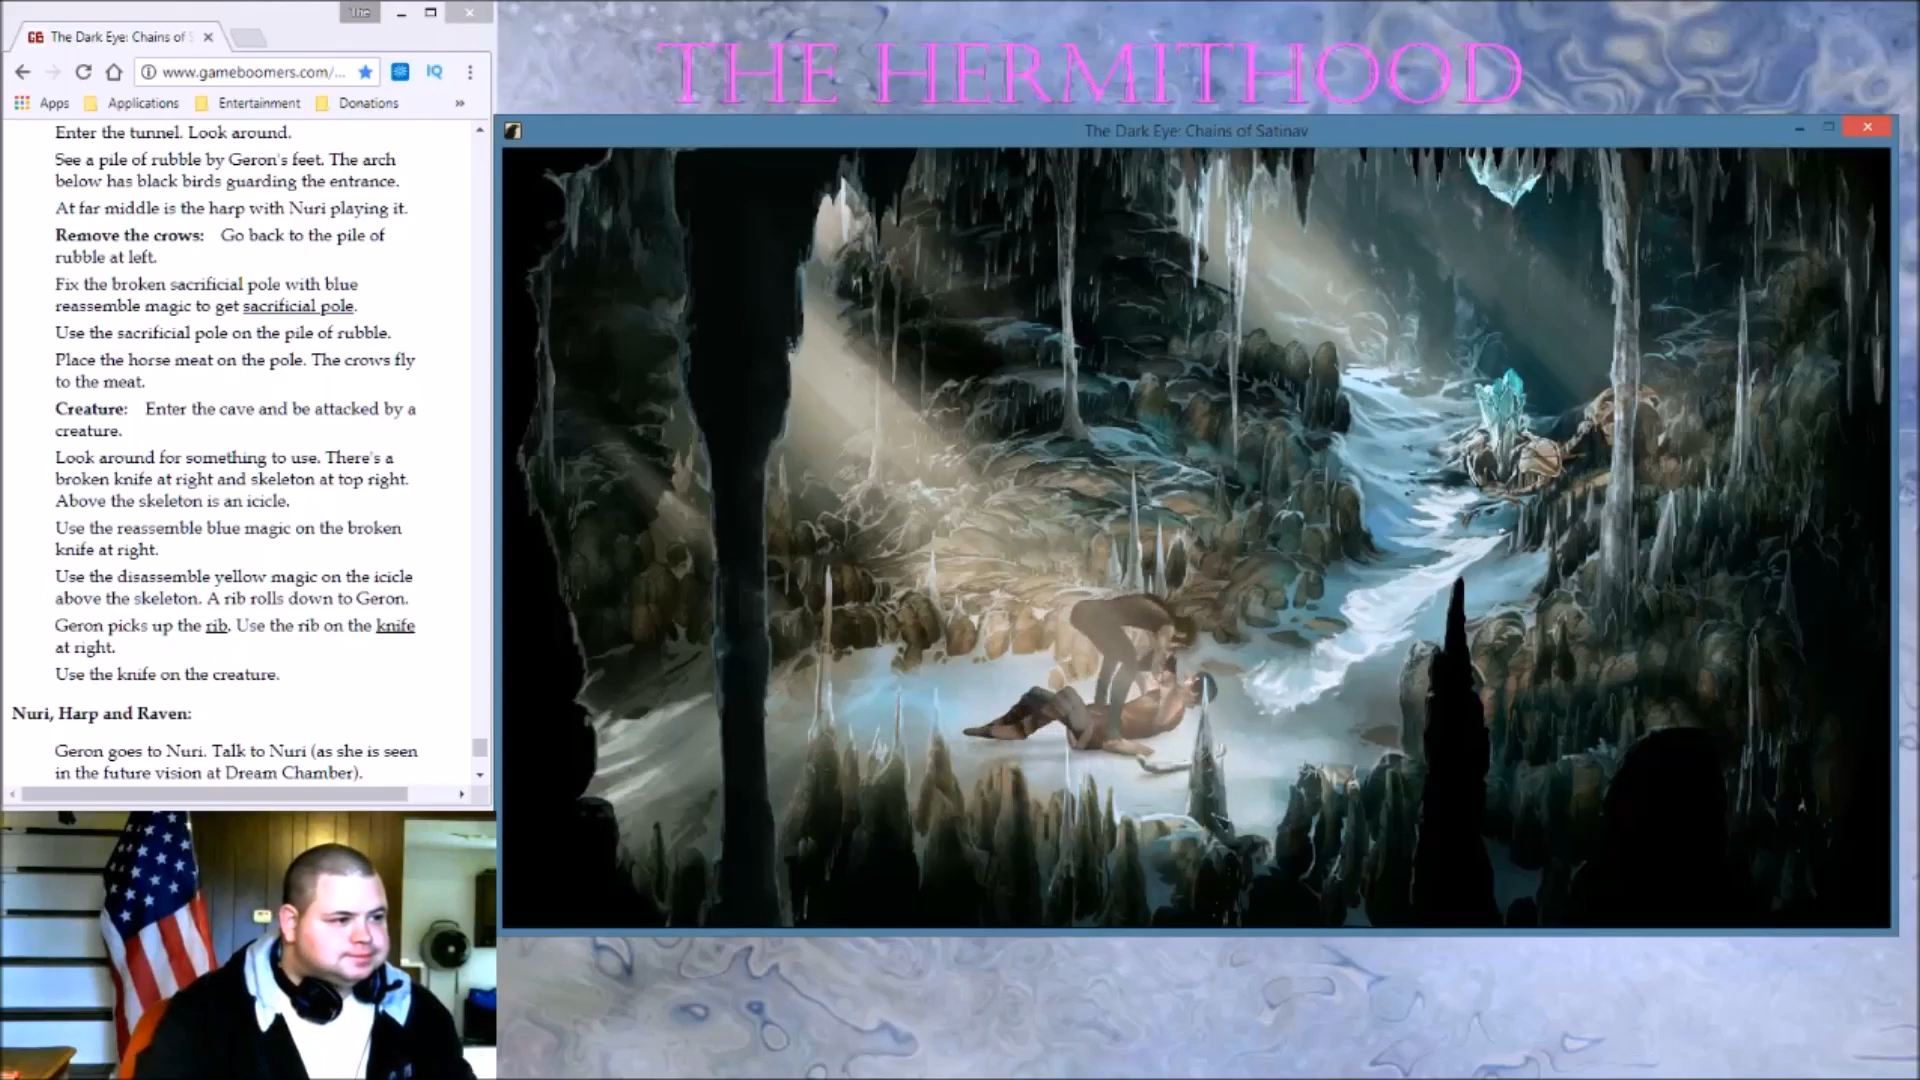 The
The Dark Eye: Chains of S
www.gameboomers.com/...
IQ
Apps
Applications
Entertainment
Donations
»
Enter the tunnel. Look around.
See a pile of rubble by Geron's feet. The arch
below has black birds guarding the entrance.
At far middle is the harp with Nuri playing it.
Remove the crows: Go back to the pile of
rubble at left.
Fix the broken sacrificial pole with blue
reassemble magic to get sacrificial pole.
Use the sacrificial pole on the pile of rubble.
Place the horse meat on the pole. The crows fly
to the meat.
Creature: Enter the cave and be attacked by a
creature.
Look around for something to use. There's a
broken knife at right and skeleton at top right.
Above the skeleton is an icicle.
Use the reassemble blue magic on the broken
knife at right.
Use the disassemble yellow magic on the icicle
above the skeleton. A rib rolls down to Geron.
Geron picks up the rib. Use the rib on the knife
at right.
Use the knife on the creature.
Nuri, Harp and Raven:
Geron goes to Nuri. Talk to Nuri (as she is seen
in the future vision at Dream Chamber).
THE HERMITHOOD
The Dark Eye: Chains of Satinav